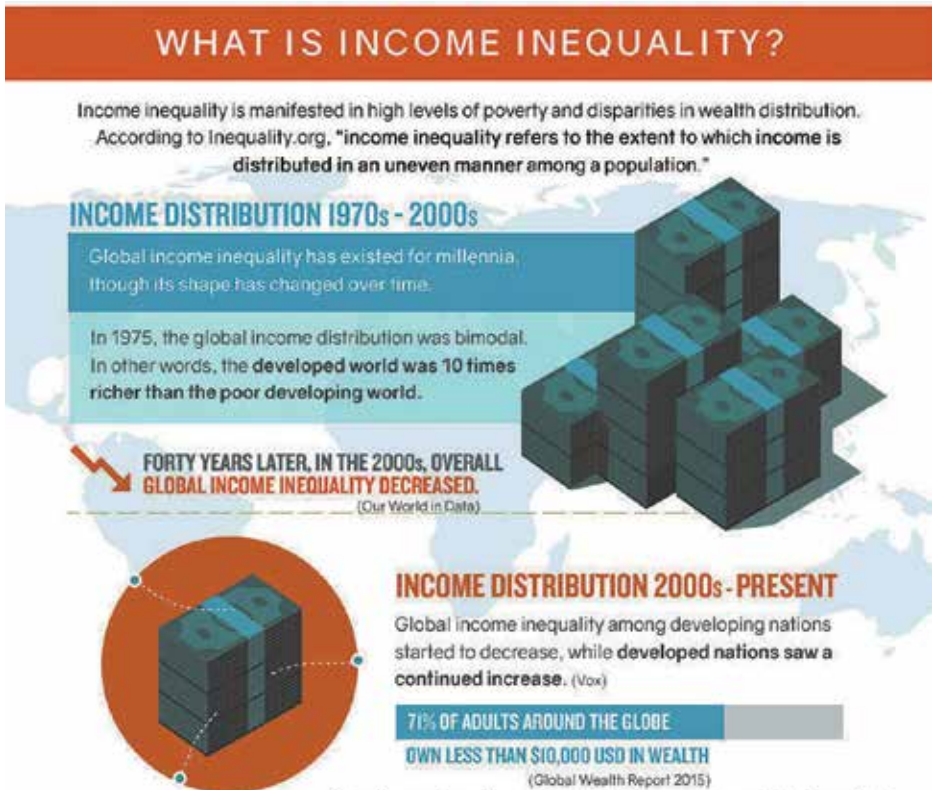 WHAT IS INCOME INEQUALITY?
Income inequality is manifested in high levels of poverty and disparities in wealth distribution.
According to Inequality.org, "income inequality refers to the extent to which income is
distributed in an uneven manner among a population."
INCOME DISTRIBUTION 1970s - 2000s
Global income inequality has existed for millennia,
though its shape has changed over time.
In 1975, the global income distribution was bimodal.
In other words, the developed world was 10 times
richer than the poor developing world.
FORTY YEARS LATER, IN THE 2000s, OVERALL
GLOBAL INCOME INEQUALITY DECREASED.
(Our World in Data)
INCOME DISTRIBUTION 2000s - PRESENT
Global income inequality among developing nations
started to decrease, while developed nations saw a
continued increase. (Vox)
71% OF ADULTS AROUND THE GLOBE
OWN LESS THAN $10,000 USD IN WEALTH
(Global Wealth Report 2015)